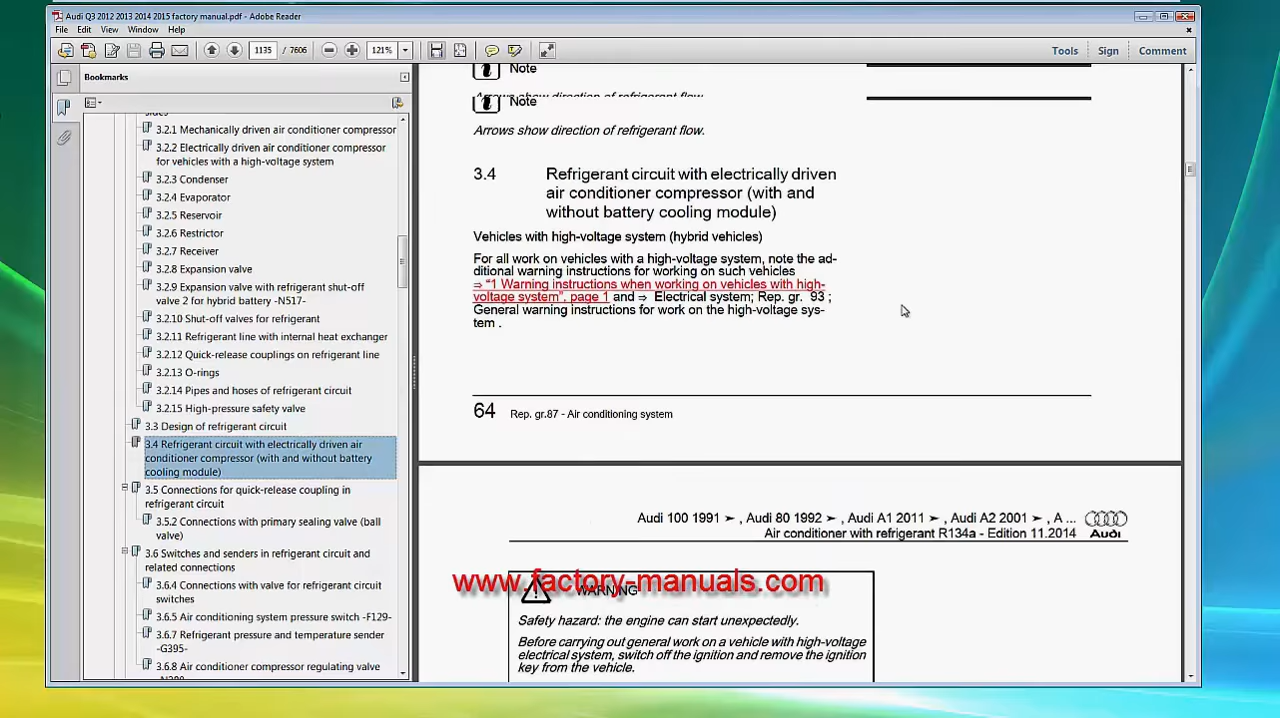 Audi Q3 2012 2013 2014 2015 factory manual.pdf - Adobe Reader
File Edit View Window Help
1135 / 7606 121% Tools Sign Comment
Bookmarks
sides
3.2.1 Mechanically driven air conditioner compressor
3.2.2 Electrically driven air conditioner compressor
for vehicles with a high-voltage system
3.2.3 Condenser
3.2.4 Evaporator
3.2.5 Reservoir
3.2.6 Restrictor
3.2.7 Receiver
3.2.8 Expansion valve
3.2.9 Expansion valve with refrigerant shut-off
valve 2 for hybrid battery -N517-
3.2.10 Shut-off valves for refrigerant
3.2.11 Refrigerant line with internal heat exchanger
3.2.12 Quick-release couplings on refrigerant line
3.2.13 O-rings
3.2.14 Pipes and hoses of refrigerant circuit
3.2.15 High-pressure safety valve
3.3 Design of refrigerant circuit
3.4 Refrigerant circuit with electrically driven air
conditioner compressor (with and without battery
cooling module)
3.5 Connections for quick-release coupling in
refrigerant circuit
3.5.2 Connections with primary sealing valve (ball
valve)
3.6 Switches and senders in refrigerant circuit and
related connections
3.6.4 Connections with valve for refrigerant circuit
switches
3.6.5 Air conditioning system pressure switch -F129-
3.6.7 Refrigerant pressure and temperature sender
-G395-
3.6.8 Air conditioner compressor regulating valve
Note
Arrows show direction of refrigerant flow.
Note
Arrows show direction of refrigerant flow.
3.4 Refrigerant circuit with electrically driven
air conditioner compressor (with and
without battery cooling module)
Vehicles with high-voltage system (hybrid vehicles)
For all work on vehicles with a high-voltage system, note the ad-
ditional warning instructions for working on such vehicles
⇒ “1 Warning instructions when working on vehicles with high-
voltage system”, page 1 and ⇒ Electrical system; Rep. gr. 93 ;
General warning instructions for work on the high-voltage sys-
tem .
64 Rep. gr.87 - Air conditioning system
Audi 100 1991 ➤ , Audi 80 1992 ➤ , Audi A1 2011 ➤ , Audi A2 2001 ➤ , A ...
Air conditioner with refrigerant R134a - Edition 11.2014 Audi
www.factory-manuals.com
WARNING
Safety hazard: the engine can start unexpectedly.
Before carrying out general work on a vehicle with high-voltage
electrical system, switch off the ignition and remove the ignition
key from the vehicle.